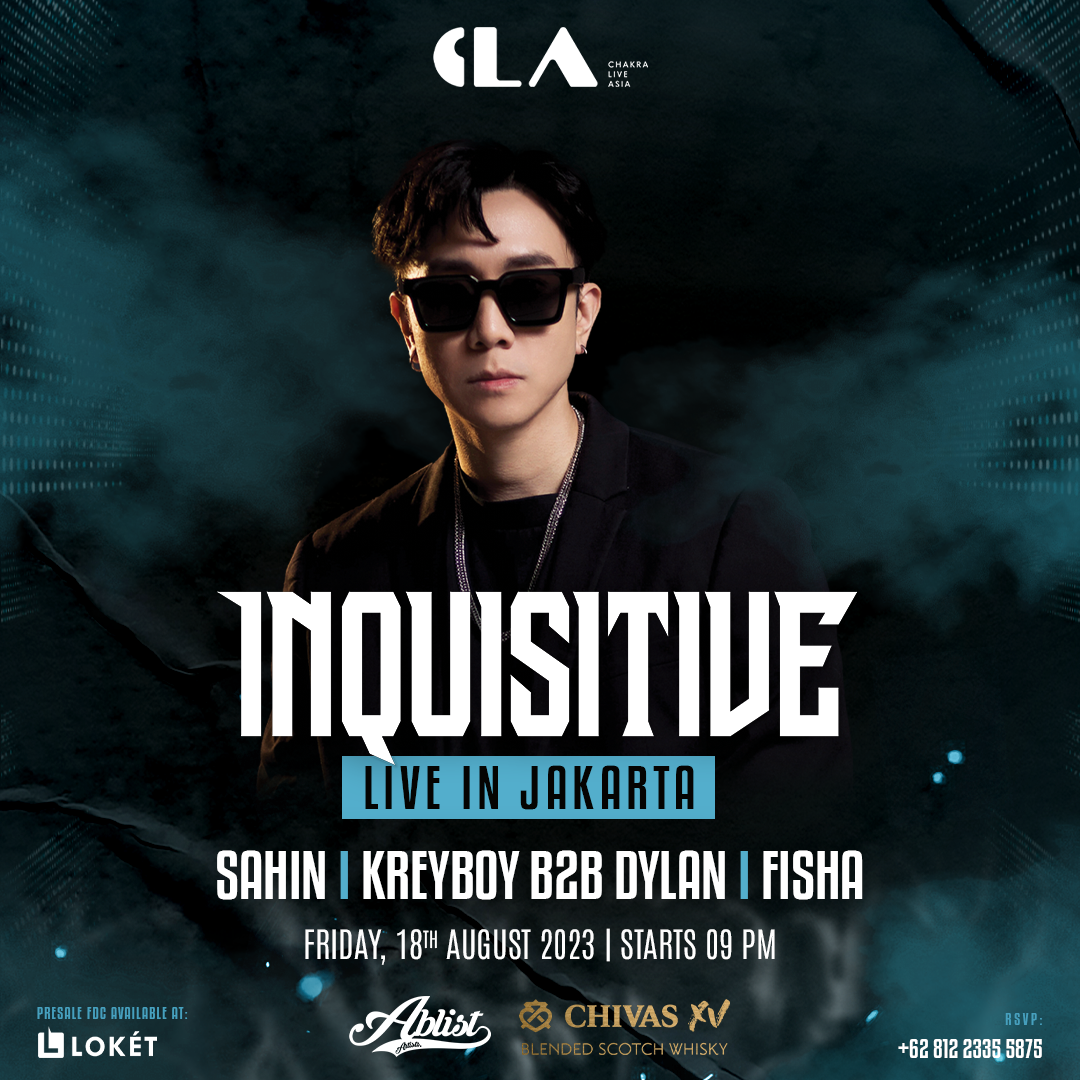 CLA CHAKRA
LIVE
ASIA
INQUISITIVE
LIVE IN JAKARTA
SAHIN | KREYBOY B2B DYLAN | FISHA
FRIDAY, 18TH AUGUST 2023 | STARTS 09 PM
PRESALE FDC AVAILABLE AT:
LOKÉT
Ablist
Artists.
CHIVAS XV
BLENDED SCOTCH WHISKY
RSVP:
+62 812 2335 5875